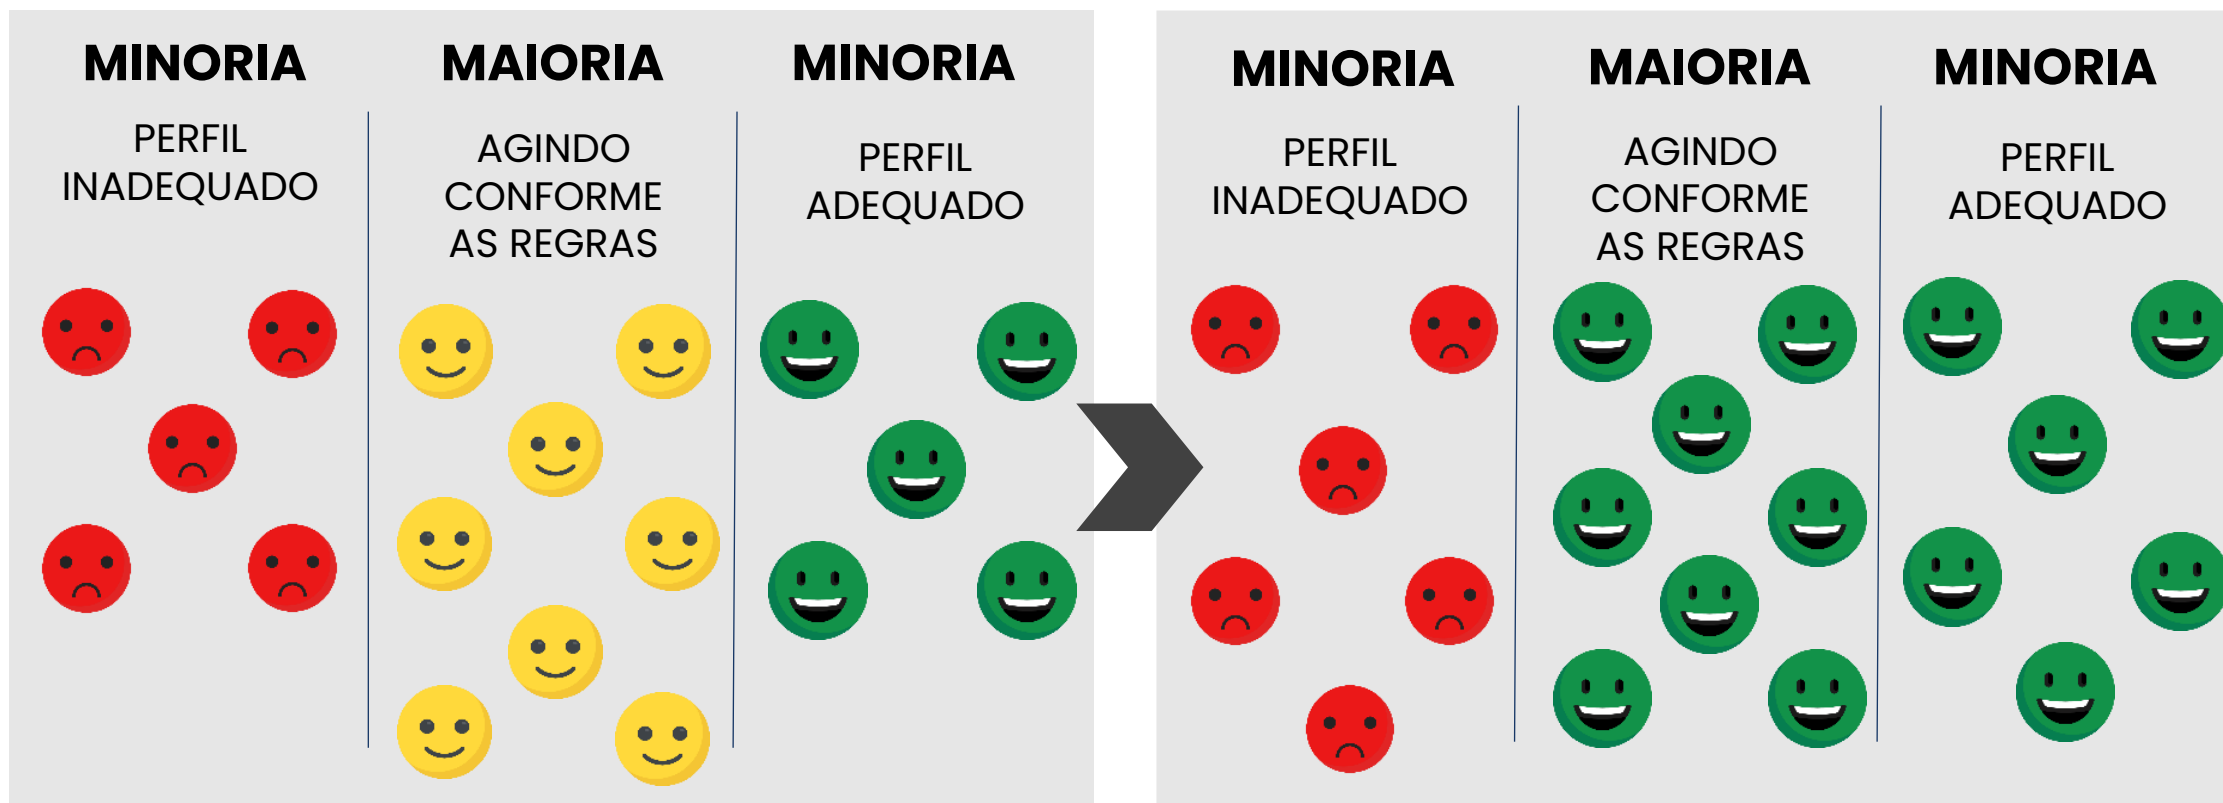 MINORIA
PERFIL
INADEQUADO
MAIORIA
AGINDO
CONFORME
AS REGRAS
MINORIA
PERFIL
ADEQUADO
MINORIA
PERFIL
INADEQUADO
MAIORIA
AGINDO
CONFORME
AS REGRAS
MINORIA
PERFIL
ADEQUADO